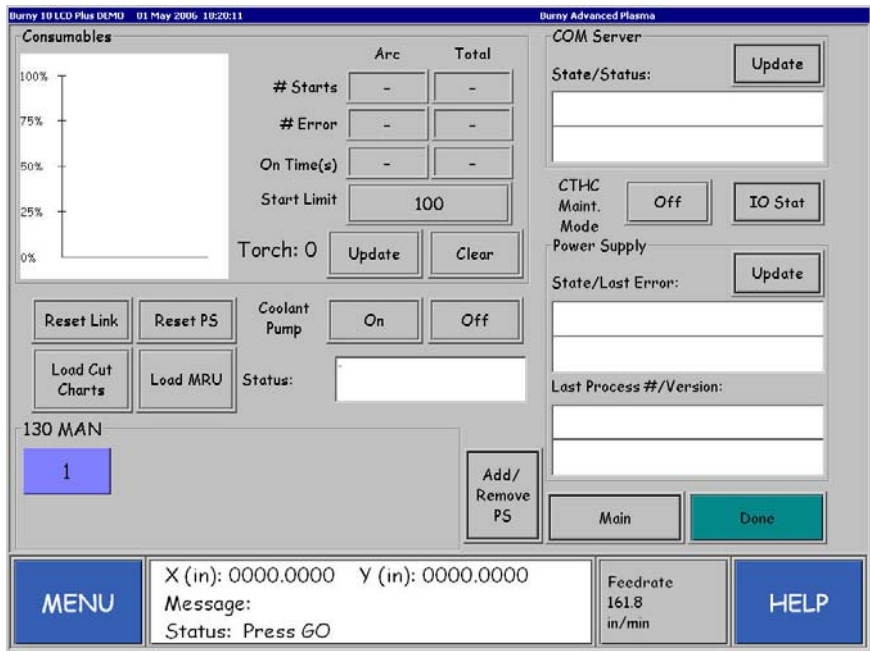 Burny 10 LCD Plus DEMO 01 May 2006 10:20:11 Burny Advanced Plasma
Consumables
100%
75%
50%
25%
0%
Arc Total
# Starts - -
# Error - -
On Time(s) - -
Start Limit 100
Torch: 0 Update Clear
COM Server
State/Status: Update
CTHC
Maint.
Mode
Off IO Stat
Power Supply
State/Last Error: Update
Last Process #/Version:
Reset Link Reset PS
Coolant
Pump
On Off
Load Cut
Charts
Load MRU Status: -
130 MAN
1
Add/
Remove
PS
Main Done
MENU
X (in): 0000.0000 Y (in): 0000.0000
Message:
Status: Press GO
Feedrate
161.8
in/min
HELP